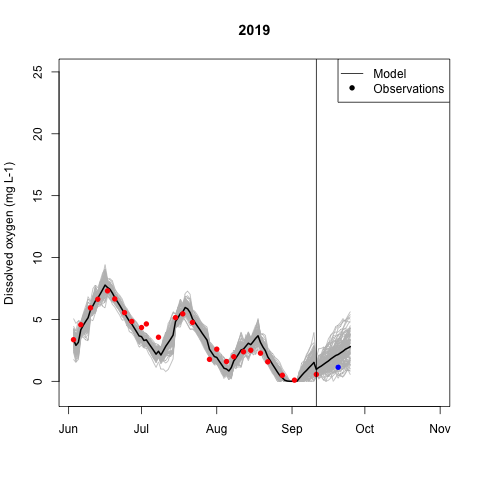 2019
Model
Observations
Dissolved oxygen (mg L-1)
25
20
15
10
5
0
Jun Jul Aug Sep Oct Nov